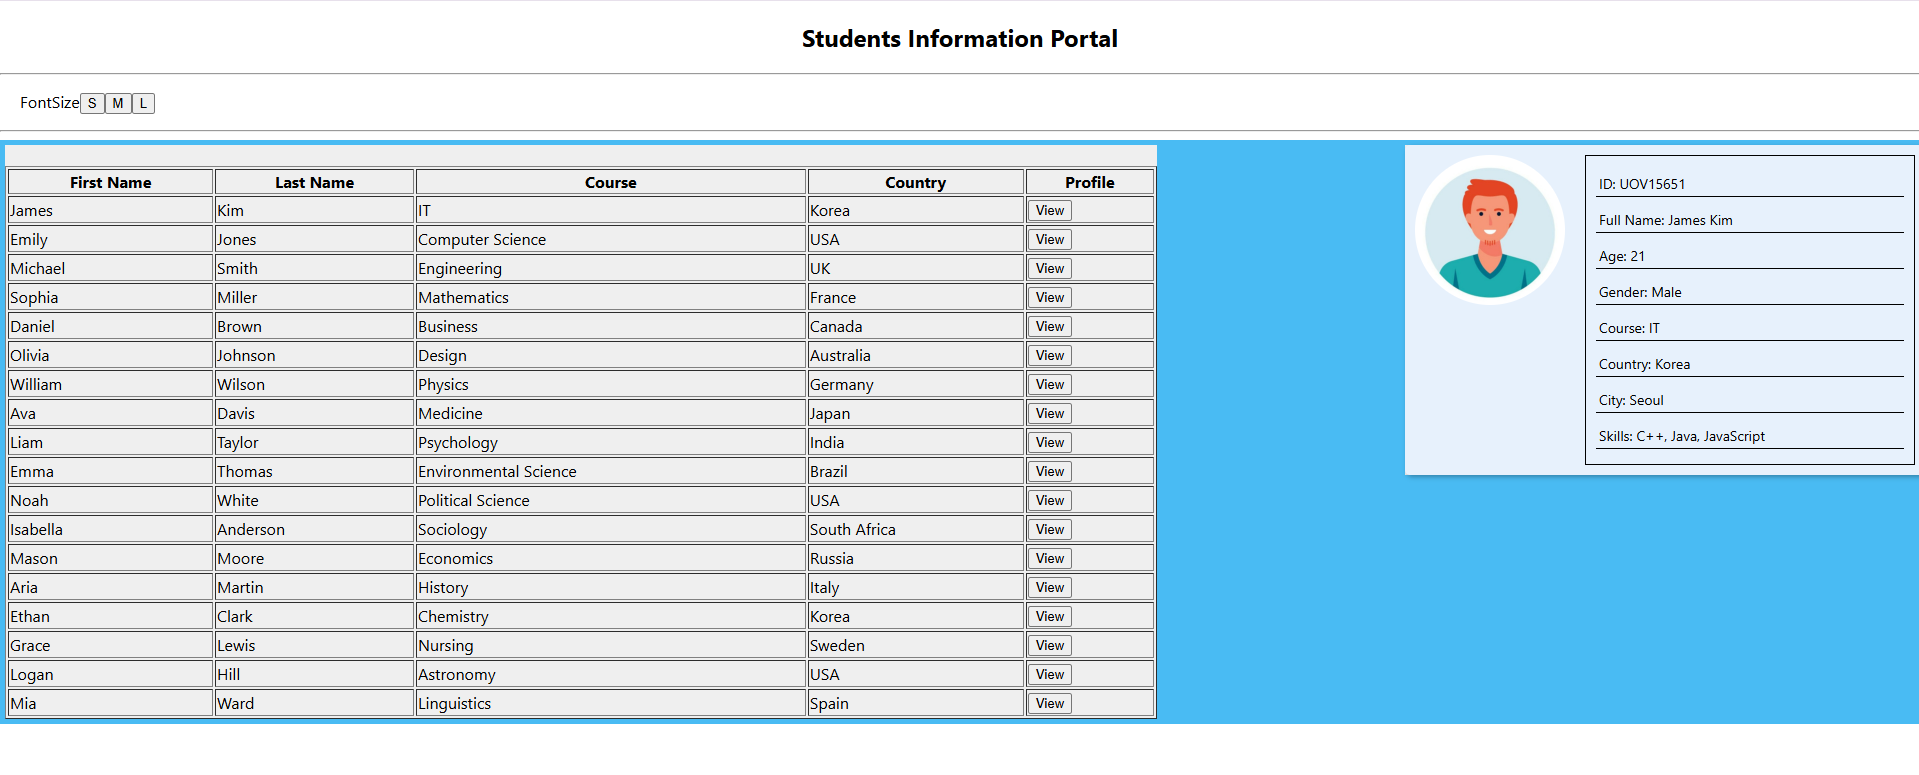 Students Information Portal
FontSize S M L
First Name Last Name Course Country Profile
James Kim IT Korea View
Emily Jones Computer Science USA View
Michael Smith Engineering UK View
Sophia Miller Mathematics France View
Daniel Brown Business Canada View
Olivia Johnson Design Australia View
William Wilson Physics Germany View
Ava Davis Medicine Japan View
Liam Taylor Psychology India View
Emma Thomas Environmental Science Brazil View
Noah White Political Science USA View
Isabella Anderson Sociology South Africa View
Mason Moore Economics Russia View
Aria Martin History Italy View
Ethan Clark Chemistry Korea View
Grace Lewis Nursing Sweden View
Logan Hill Astronomy USA View
Mia Ward Linguistics Spain View
ID: UOV15651
Full Name: James Kim
Age: 21
Gender: Male
Course: IT
Country: Korea
City: Seoul
Skills: C++, Java, JavaScript